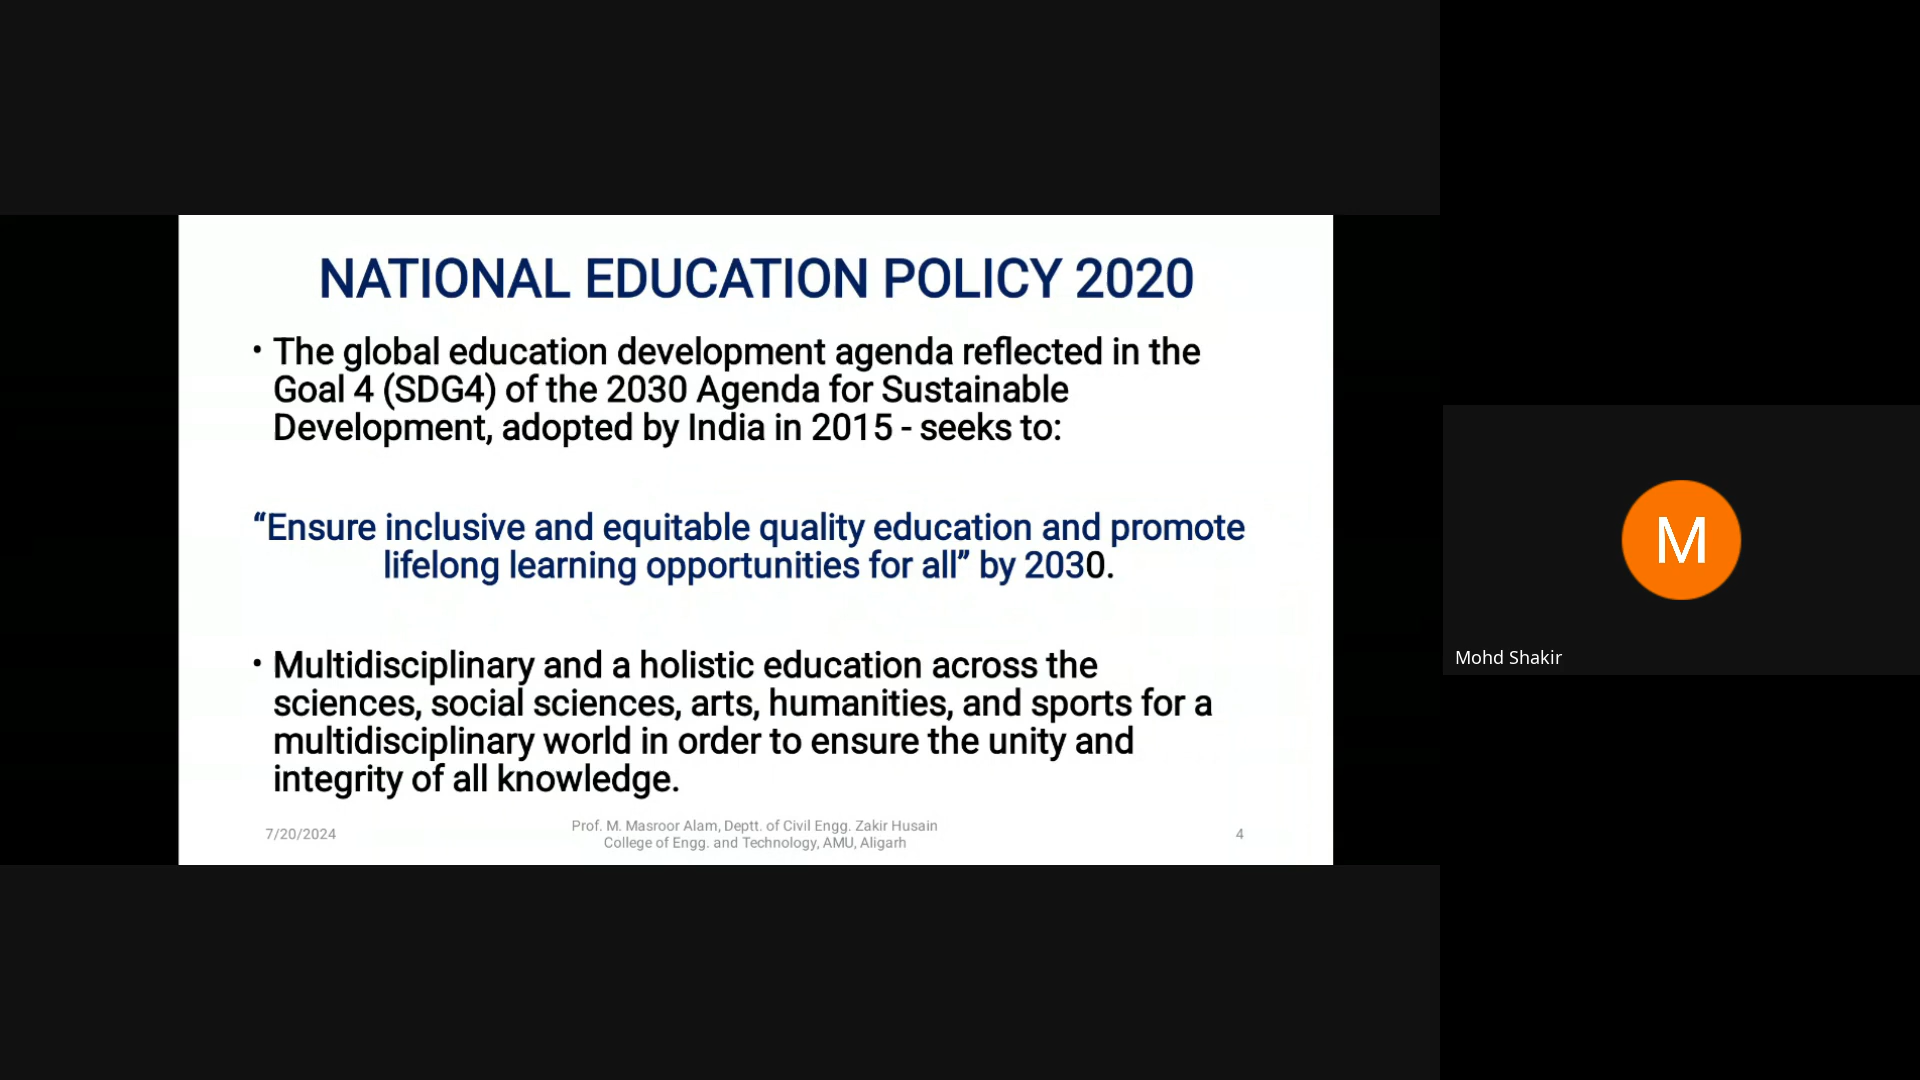 NATIONAL EDUCATION POLICY 2020
• The global education development agenda reflected in the
Goal 4 (SDG4) of the 2030 Agenda for Sustainable
Development, adopted by India in 2015 - seeks to:
“Ensure inclusive and equitable quality education and promote
lifelong learning opportunities for all” by 2030.
• Multidisciplinary and a holistic education across the
sciences, social sciences, arts, humanities, and sports for a
multidisciplinary world in order to ensure the unity and
integrity of all knowledge.
7/20/2024
Prof. M. Masroor Alam, Deptt. of Civil Engg. Zakir Husain
College of Engg. and Technology, AMU, Aligarh
4
M
Mohd Shakir